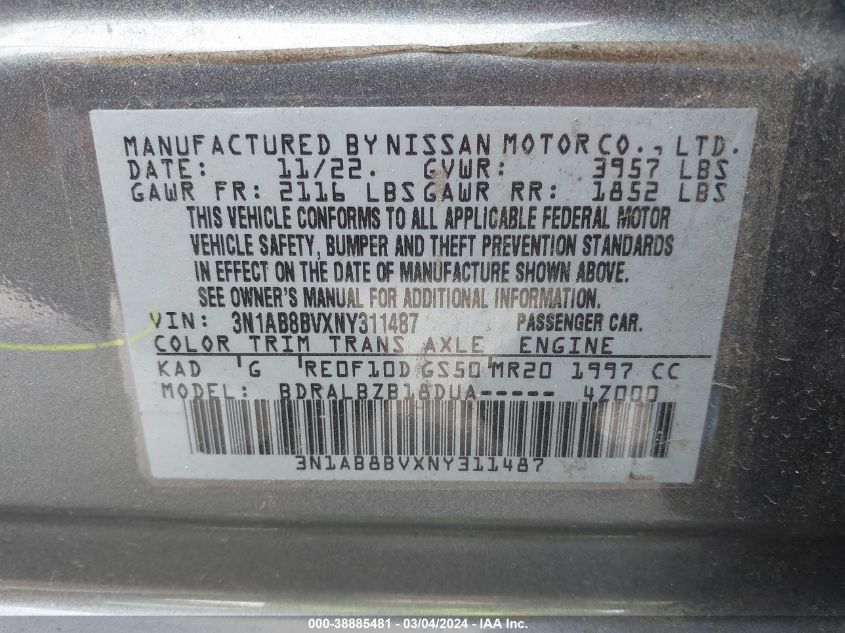 MANUFACTURED BY NISSAN MOTOR CO., LTD.
DATE: 11/22. GVWR: 3957 LBS
GAWR FR: 2116 LBS GAWR RR: 1852 LBS
THIS VEHICLE CONFORMS TO ALL APPLICABLE FEDERAL MOTOR
VEHICLE SAFETY, BUMPER AND THEFT PREVENTION STANDARDS
IN EFFECT ON THE DATE OF MANUFACTURE SHOWN ABOVE.
SEE OWNER'S MANUAL FOR ADDITIONAL INFORMATION.
VIN: 3N1AB8BVXNY311487 PASSENGER CAR.
COLOR TRIM TRANS AXLE ENGINE
KAD G RE0F10D GS50 MR20 1997 CC
MODEL: BDRALBZB18DUA----- 4Z000
3N1AB8BVXNY311487
000-38885481 - 03/04/2024 - IAA Inc.